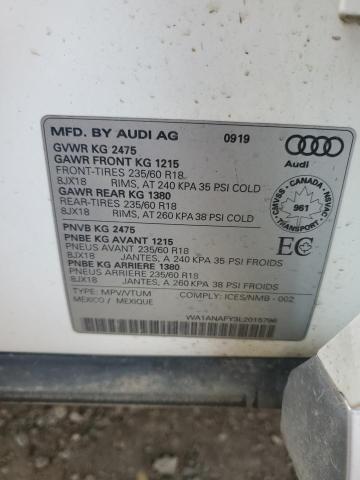 MFD. BY AUDI AG 0919
GVWR KG 2475
GAWR FRONT KG 1215
FRONT-TIRES 235/60 R18
8JX18 RIMS, AT 240 KPA 35 PSI COLD
GAWR REAR KG 1380
REAR-TIRES 235/60 R18
8JX18 RIMS, AT 260 KPA 38 PSI COLD
PNVB KG 2475
PNBE KG AVANT 1215
PNEUS AVANT 235/60 R18
8JX18 JANTES, A 240 KPA 35 PSI FROIDS
PNBE KG ARRIERE 1380
PNEUS ARRIERE 235/60 R18
8JX18 JANTES, A 260 KPA 38 PSI FROIDS
TYPE: MPV/VTUM COMPLY: ICES/NMB - 002
MEXICO / MEXIQUE
WA1ANAFY3L2015796
Audi
CMVSS - CANADA - NSVAC
961
TRANSPORT
EC